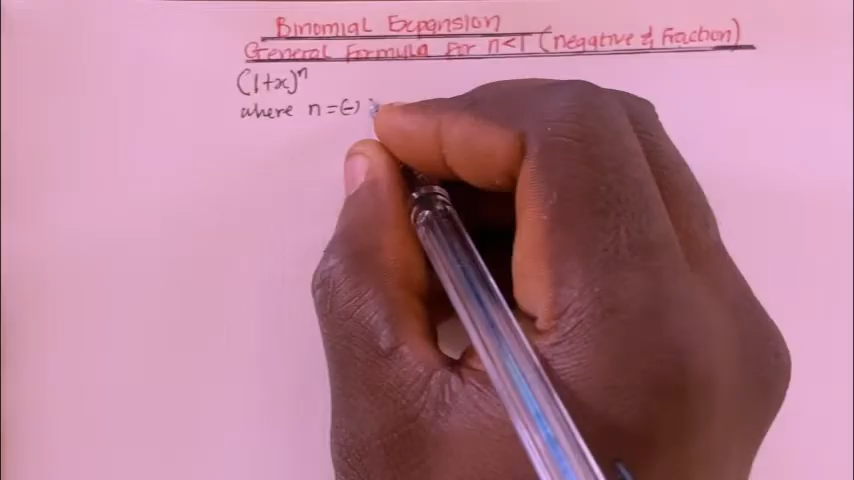 Binomial Expansion
General Formula For n<1 (negative & Fraction)
(1+x)ⁿ
where n = (-)